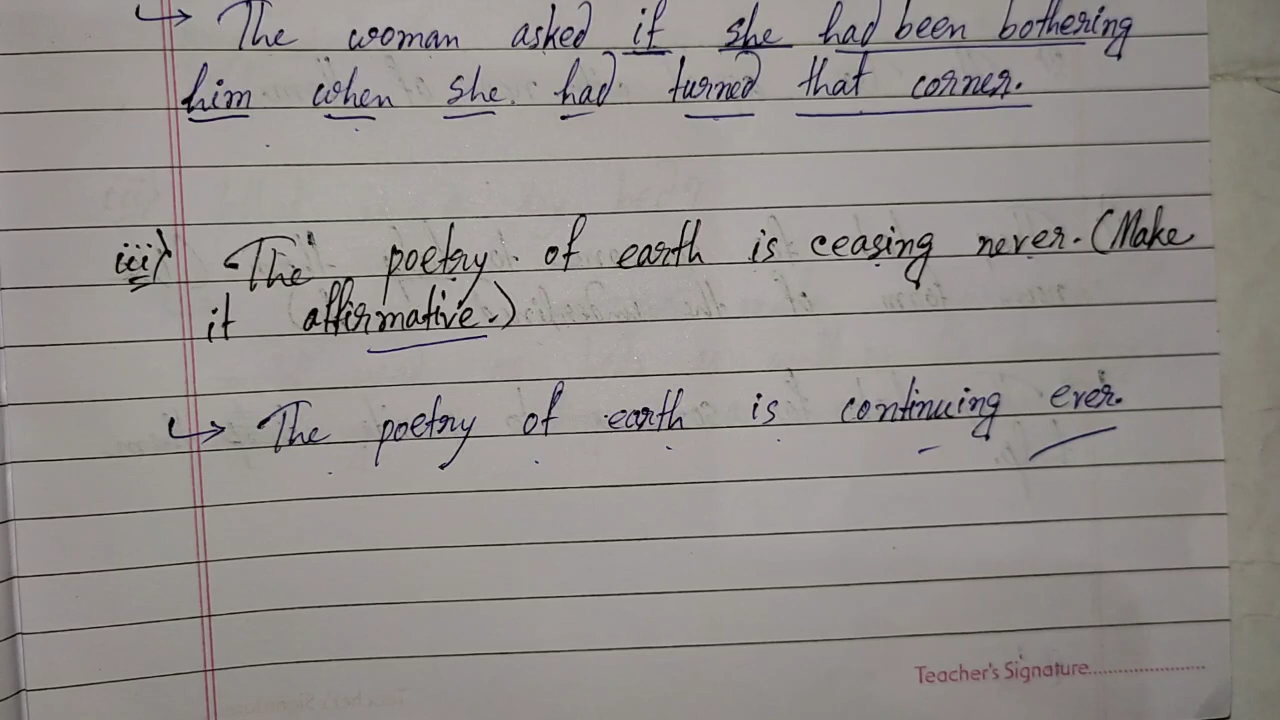 ↳ The woman asked if she had been bothering
him when she had turned that corner.
iii) The poetry of earth is ceasing never. (Make
it affirmative.)
↳ The poetry of earth is continuing ever.
Teacher's Signature........................